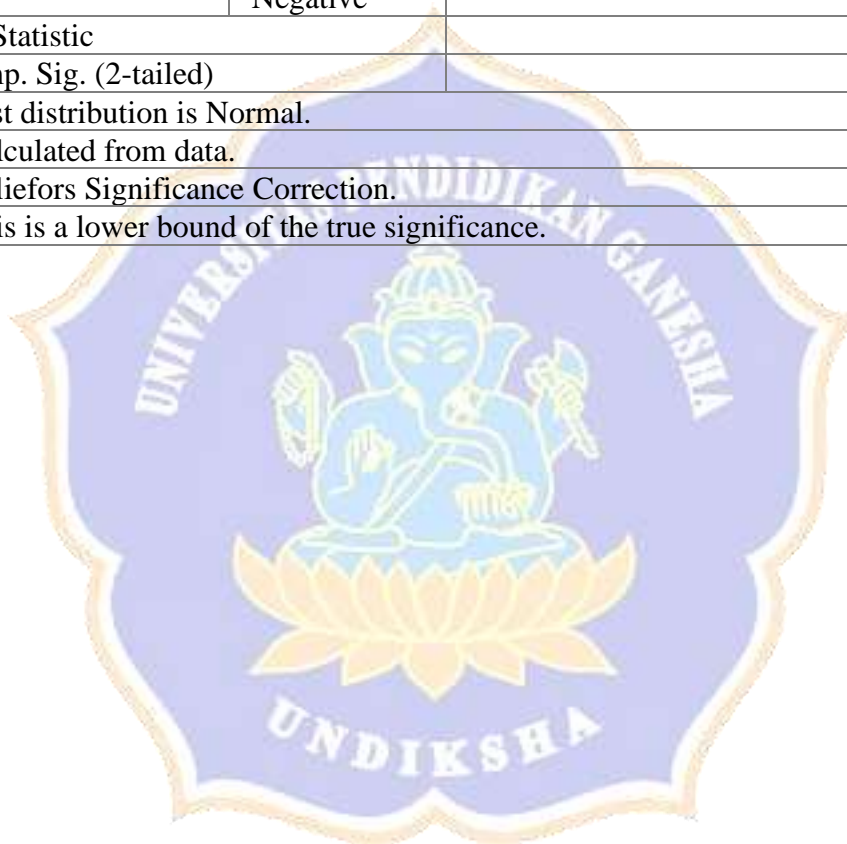 Negative
Statistic
p. Sig. (2-tailed)
st distribution is Normal.
lculated from data.
liefors Significance Correction.
is is a lower bound of the true significance.
UNIVERSITAS PENDIDIKAN GANESHA
UNDIKSHA